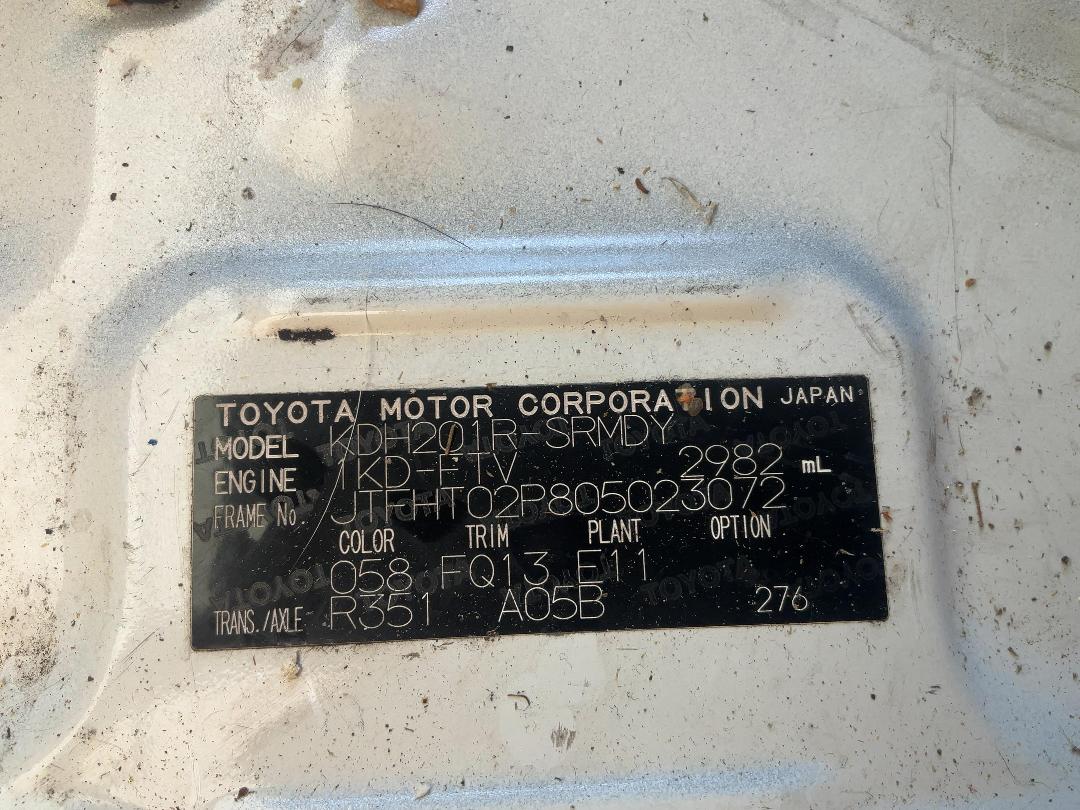 TOYOTA MOTOR CORPORATION JAPAN
MODEL KDH201R-SRMDY
ENGINE 1KD-FTV 2982 mL
FRAME No. JTFHT02P805023072
COLOR TRIM PLANT OPTION
058 FQ13 E11
TRANS./AXLE R351 A05B 276